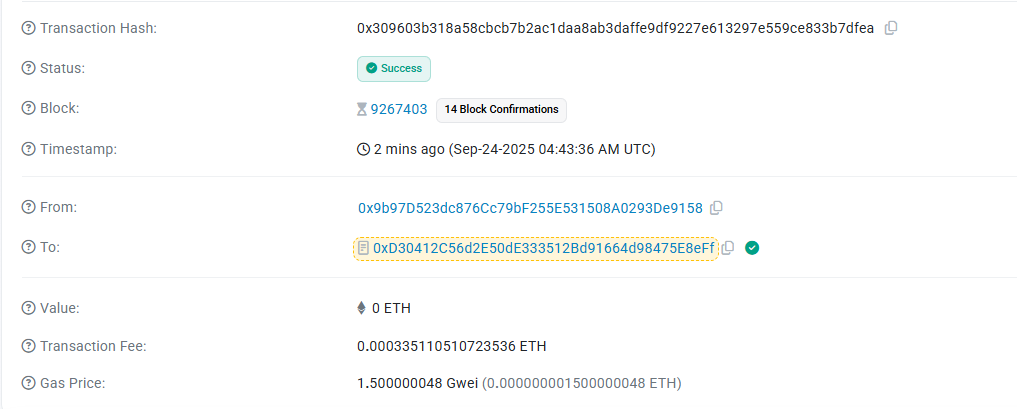 Transaction Hash: 0x309603b318a58cbcb7b2ac1daa8ab3daffe9df9227e613297e559ce833b7dfea
Status: Success
Block: 9267403 14 Block Confirmations
Timestamp: 2 mins ago (Sep-24-2025 04:43:36 AM UTC)
From: 0x9b97D523dc876Cc79bF255E531508A0293De9158
To: 0xD30412C56d2E50dE333512Bd91664d98475E8eFf
Value: 0 ETH
Transaction Fee: 0.000335110510723536 ETH
Gas Price: 1.500000048 Gwei (0.000000001500000048 ETH)